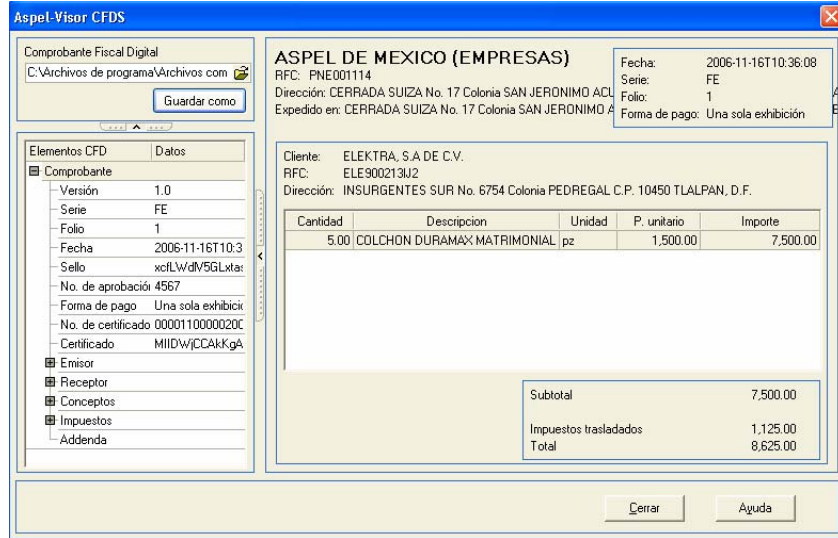 Aspel-Visor CFDS
Comprobante Fiscal Digital
C:\Archivos de programa\Archivos com
Guardar como
Elementos CFD Datos
Comprobante
Versión 1.0
Serie FE
Folio 1
Fecha 2006-11-16T10:3
Sello
No. de aprobación 4567
Forma de pago Una sola exhibici
No. de certificado
Certificado MIIDWjCCAkKgA
Emisor
Receptor
Conceptos
Impuestos
Addenda
ASPEL DE MEXICO (EMPRESAS)
RFC: PNE001114
Dirección: CERRADA SUIZA No. 17 Colonia SAN JERONIMO ACU
Expedido en: CERRADA SUIZA No. 17 Colonia SAN JERONIMO A
Fecha: 2006-11-16T10:36:08
Serie: FE
Folio: 1
Forma de pago: Una sola exhibición
Cliente: ELEKTRA, S.A DE C.V.
RFC: ELE900213IJ2
Dirección: INSURGENTES SUR No. 6754 Colonia PEDREGAL C.P. 10450 TLALPAN, D.F.
Cantidad Descripcion Unidad P. unitario Importe
5.00 COLCHON DURAMAX MATRIMONIAL pz 1,500.00 7,500.00
Subtotal 7,500.00
Impuestos trasladados 1,125.00
Total 8,625.00
Cerrar Ayuda